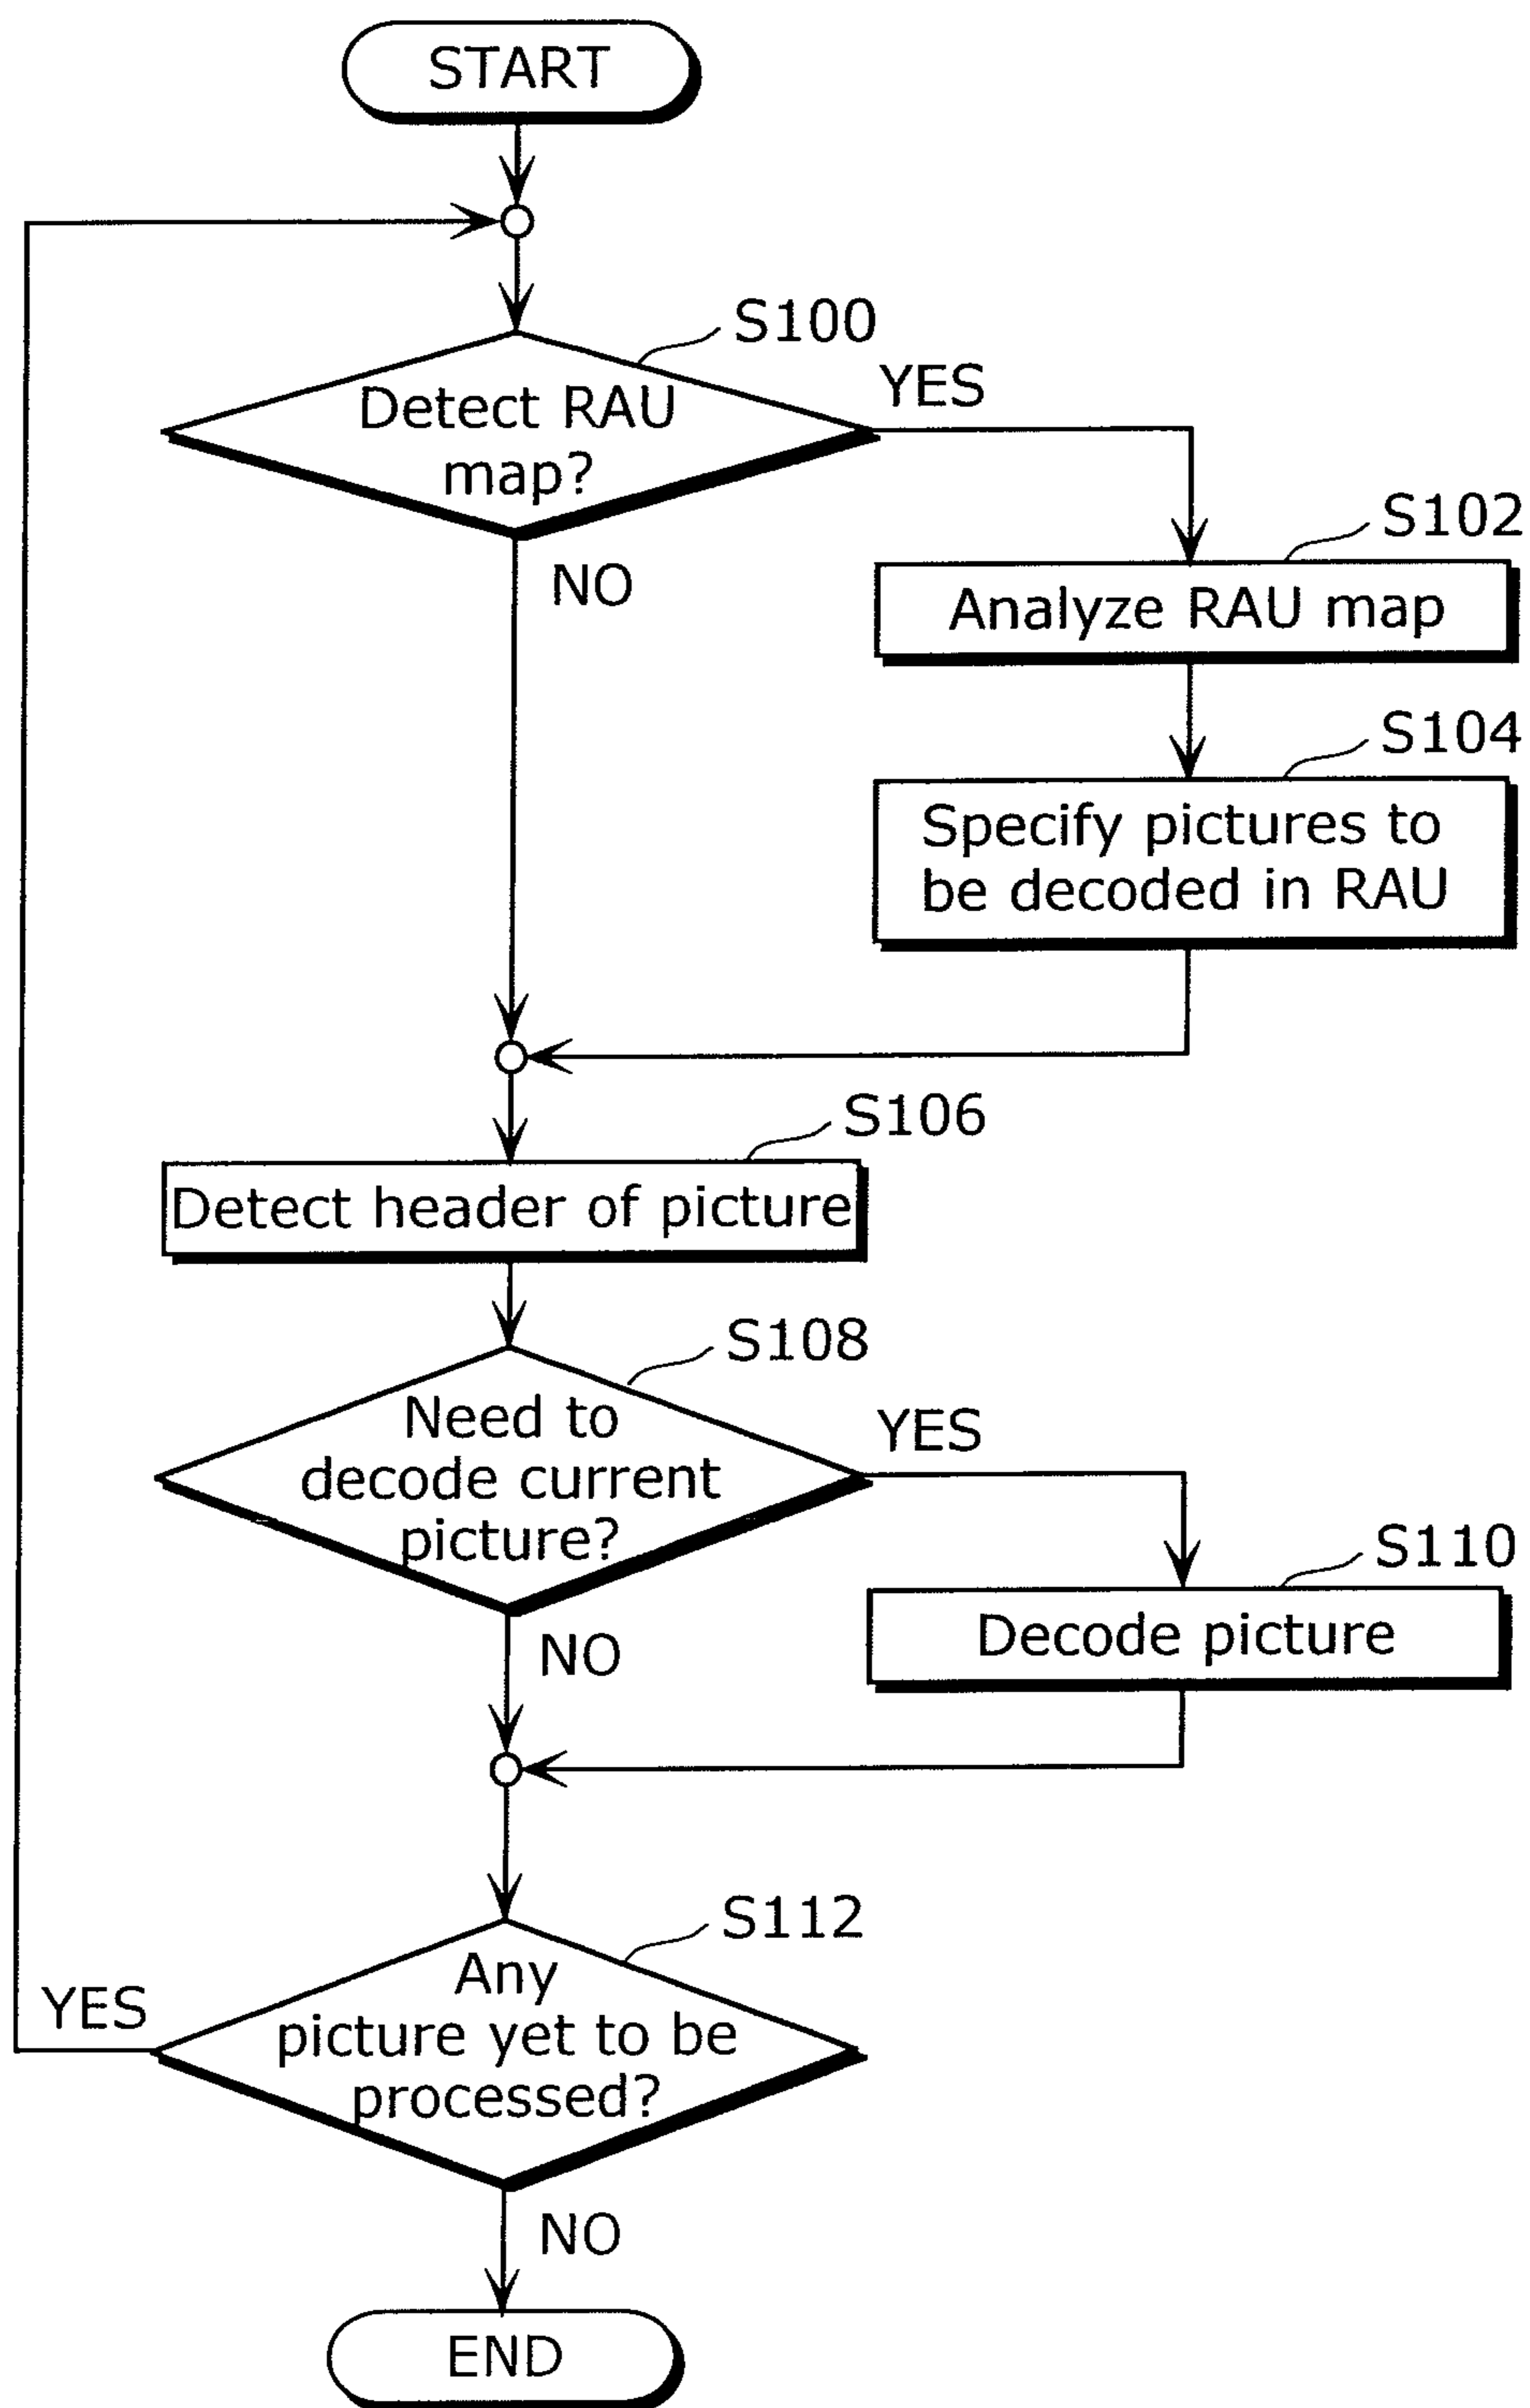 START
S100
Detect RAU
map?
YES
NO
S102
Analyze RAU map
S104
Specify pictures to
be decoded in RAU
S106
Detect header of picture
S108
Need to
decode current
picture?
YES
NO
S110
Decode picture
S112
Any
picture yet to be
processed?
YES
NO
END